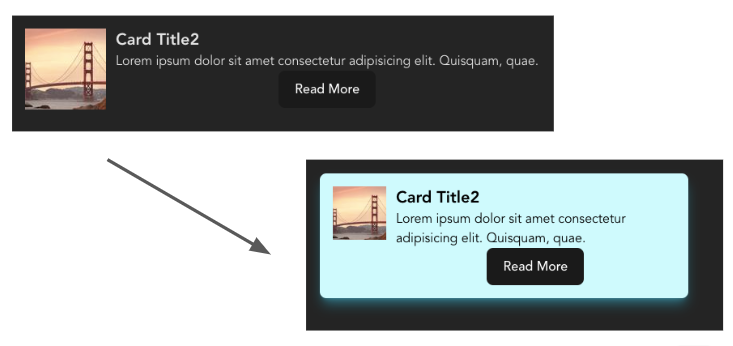 Card Title2
Lorem ipsum dolor sit amet consectetur adipisicing elit. Quisquam, quae.
Read More
Card Title2
Lorem ipsum dolor sit amet consectetur
adipisicing elit. Quisquam, quae.
Read More